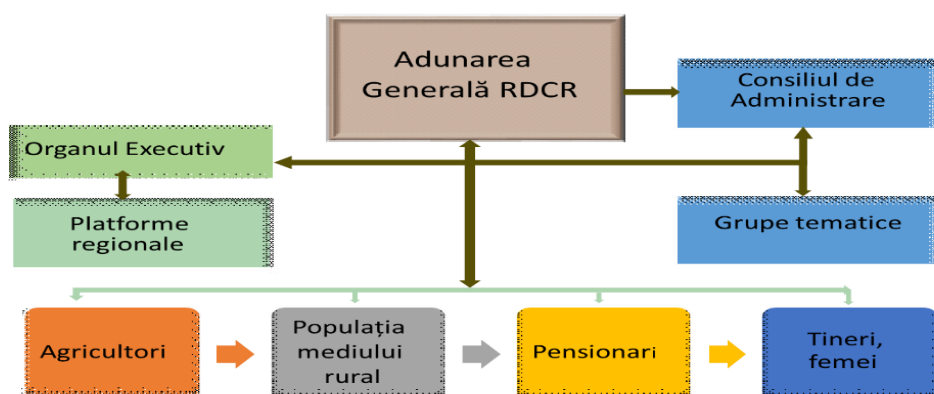 Adunarea
Generală RDCR
Consiliul de
Administrare
Organul Executiv
Platforme
regionale
Grupe tematice
Agricultori
Populația
mediului
rural
Pensionari
Tineri,
femei